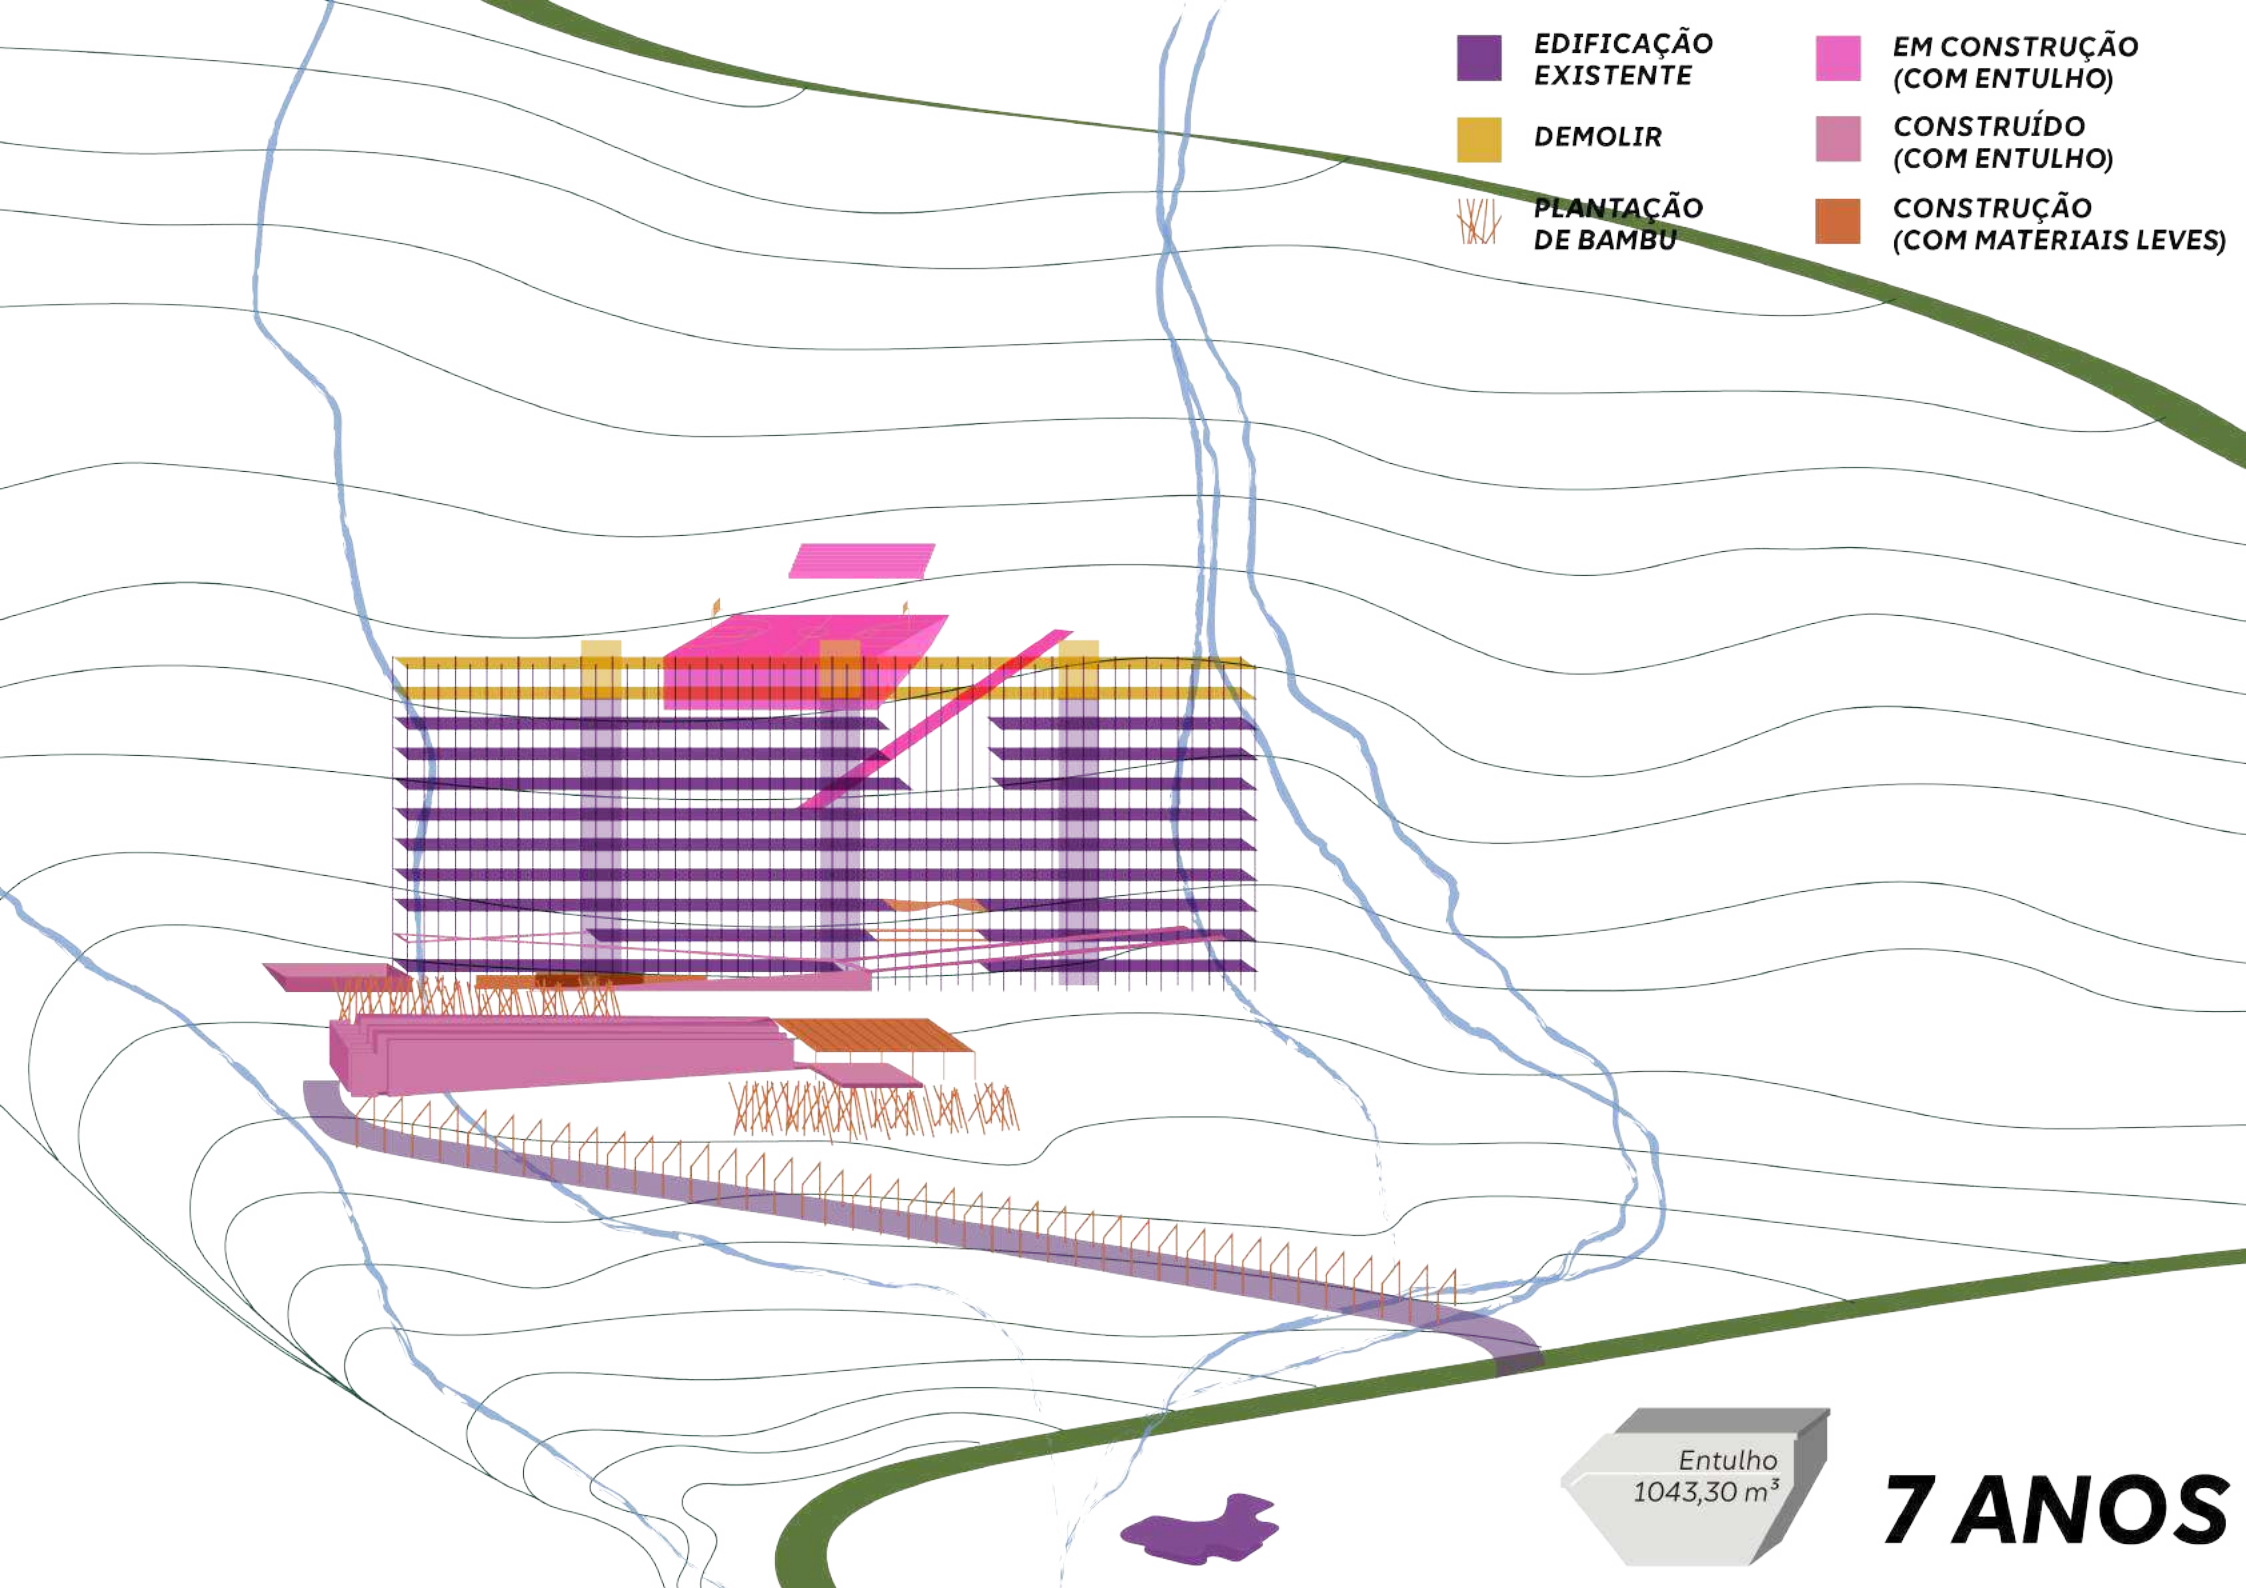 EDIFICAÇÃO
EXISTENTE
DEMOLIR
PLANTAÇÃO
DE BAMBU
EM CONSTRUÇÃO
(COM ENTULHO)
CONSTRUÍDO
(COM ENTULHO)
CONSTRUÇÃO
(COM MATERIAIS LEVES)
Entulho
1043,30 m³
7 ANOS